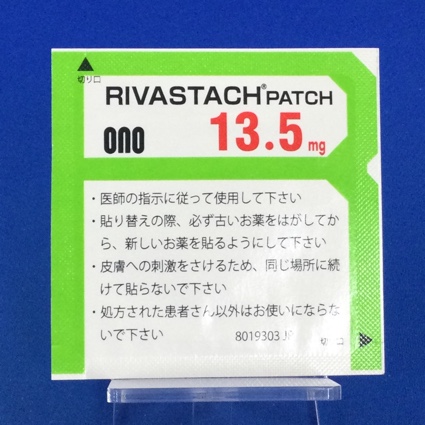 切り口
RIVASTACH® PATCH
ono 13.5 mg
・医師の指示に従って使用して下さい
・貼り替えの際、必ず古いお薬をはがしてか
ら、新しいお薬を貼るようにして下さい
・皮膚への刺激をさけるため、同じ場所に続
けて貼らないで下さい
・処方された患者さん以外はお使いにならな
いで下さい
8019303 JP 切り口